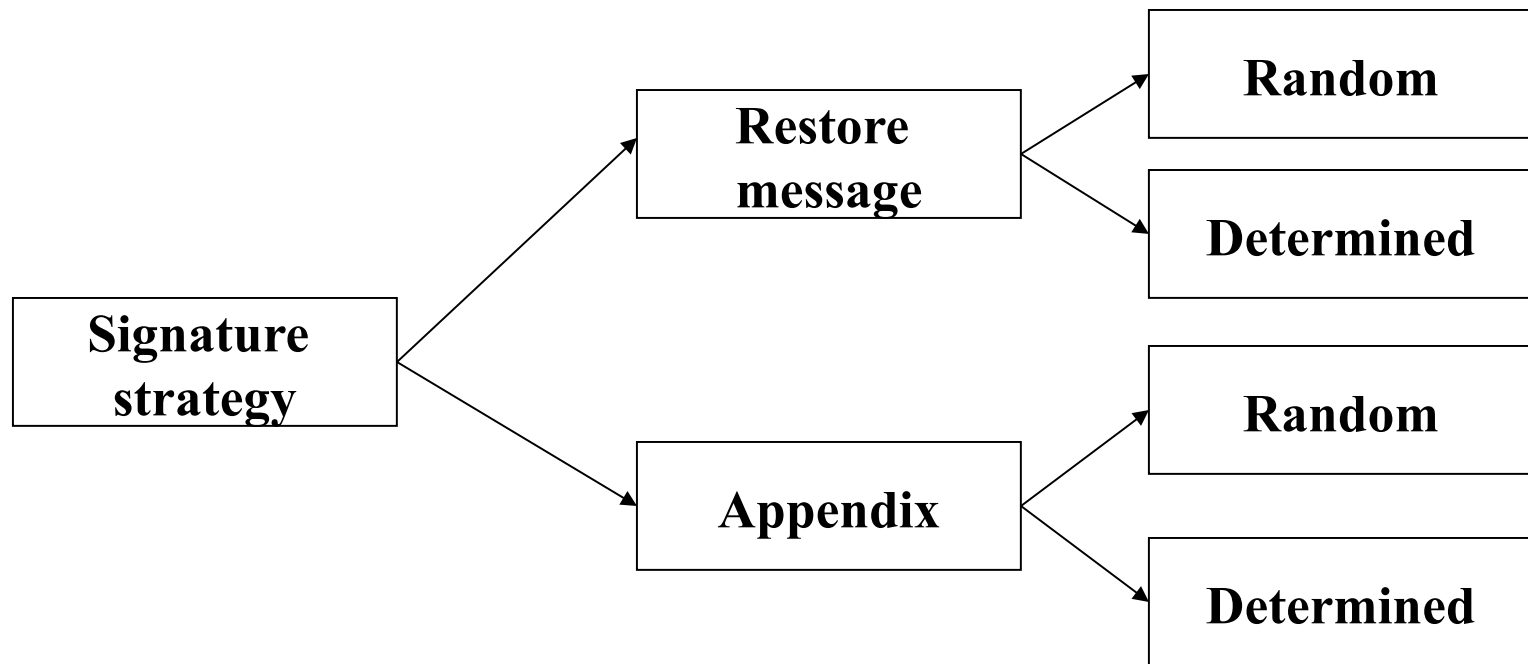 Signature
strategy
Restore
message
Random
Determined
Appendix
Random
Determined